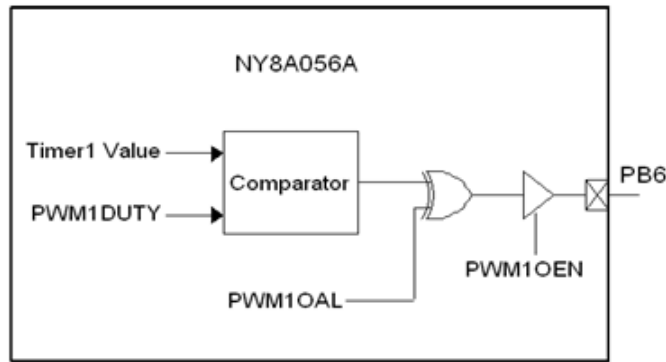 NY8A056A
Timer1 Value
Comparator
PWM1DUTY
PB6
PWM1OEN
PWM1OAL